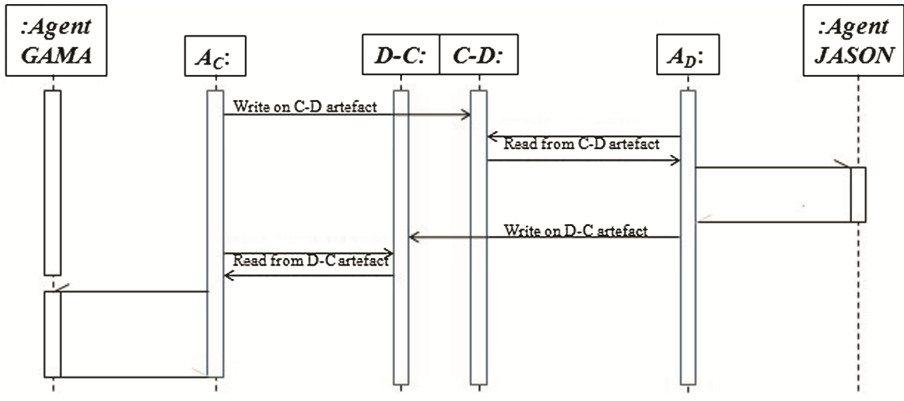 :Agent
GAMA
A_C:
D-C:
C-D:
A_D:
:Agent
JASON
Write on C-D artefact
Read from C-D artefact
Write on D-C artefact
Read from D-C artefact